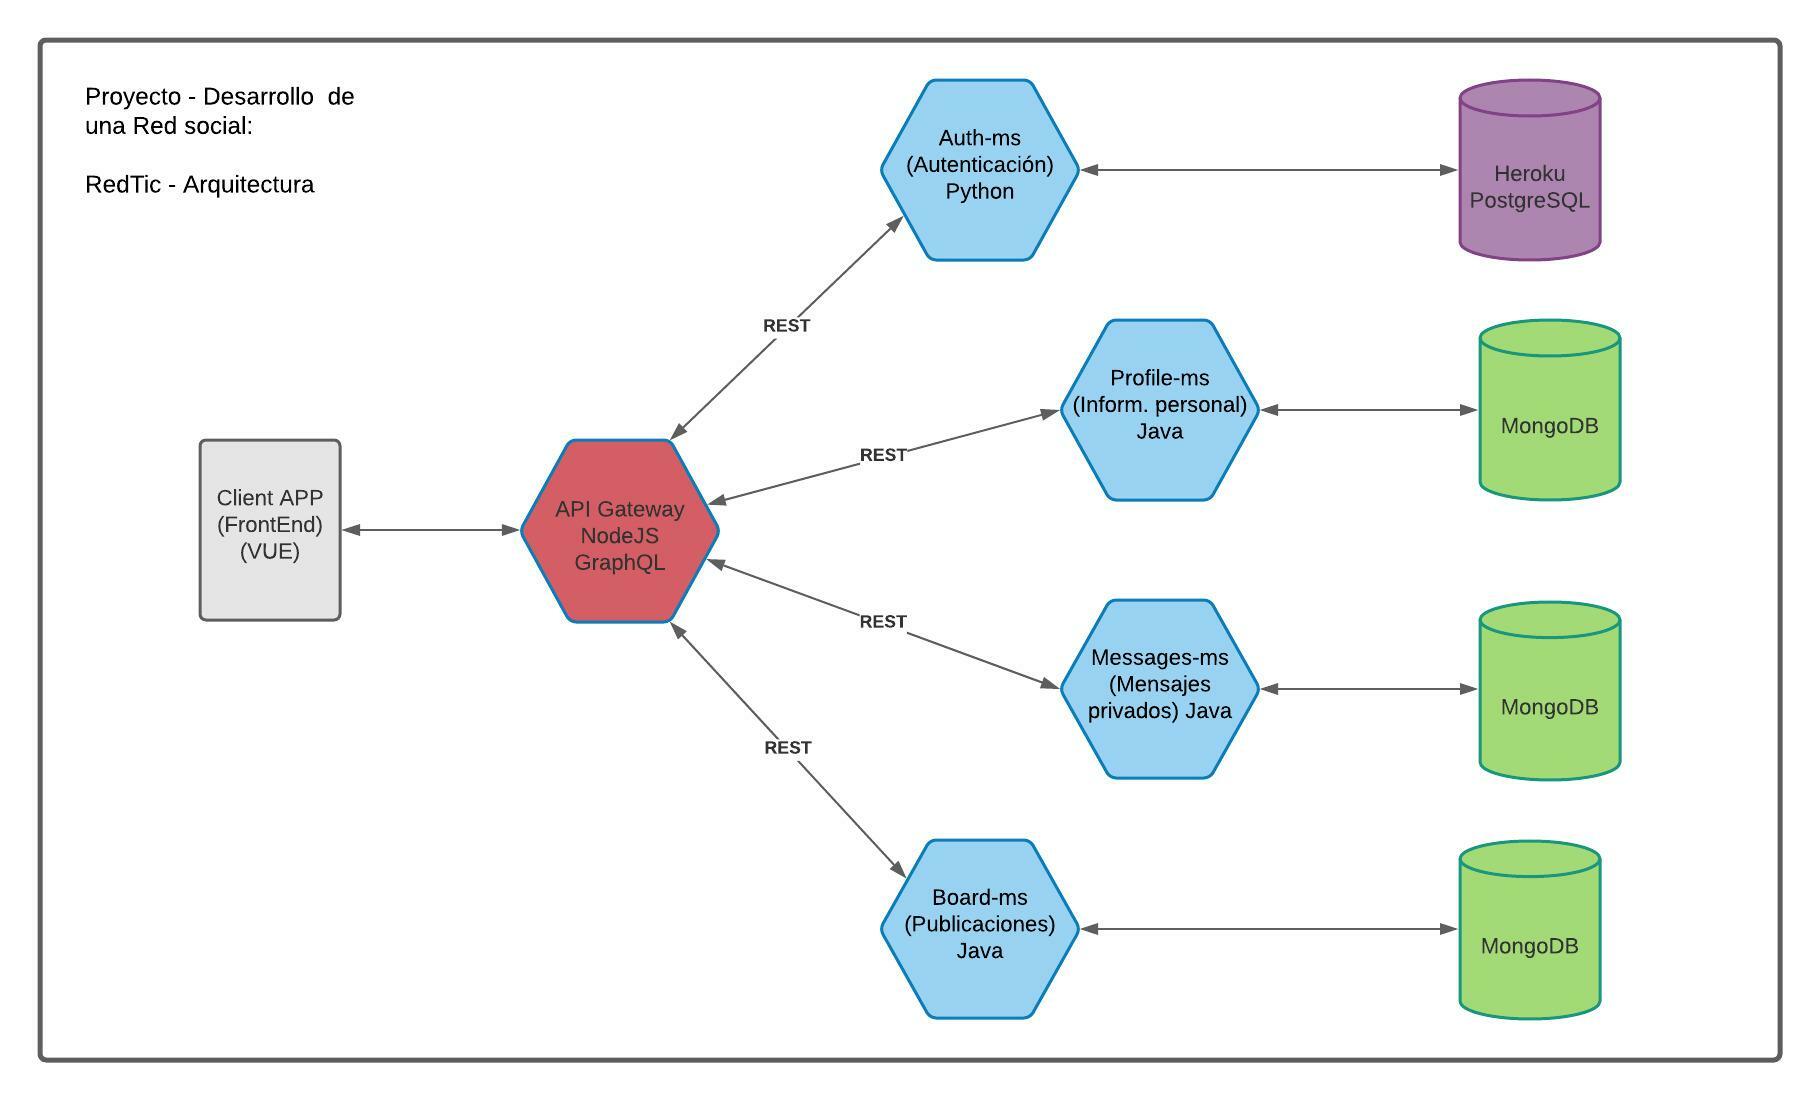 Proyecto - Desarrollo de
una Red social:
RedTic - Arquitectura
Auth-ms
(Autenticación)
Python
Heroku
PostgreSQL
REST
Profile-ms
(Inform. personal)
Java
MongoDB
REST
Client APP
(FrontEnd)
(VUE)
API Gateway
NodeJS
GraphQL
REST
Messages-ms
(Mensajes
privados) Java
MongoDB
REST
Board-ms
(Publicaciones)
Java
MongoDB